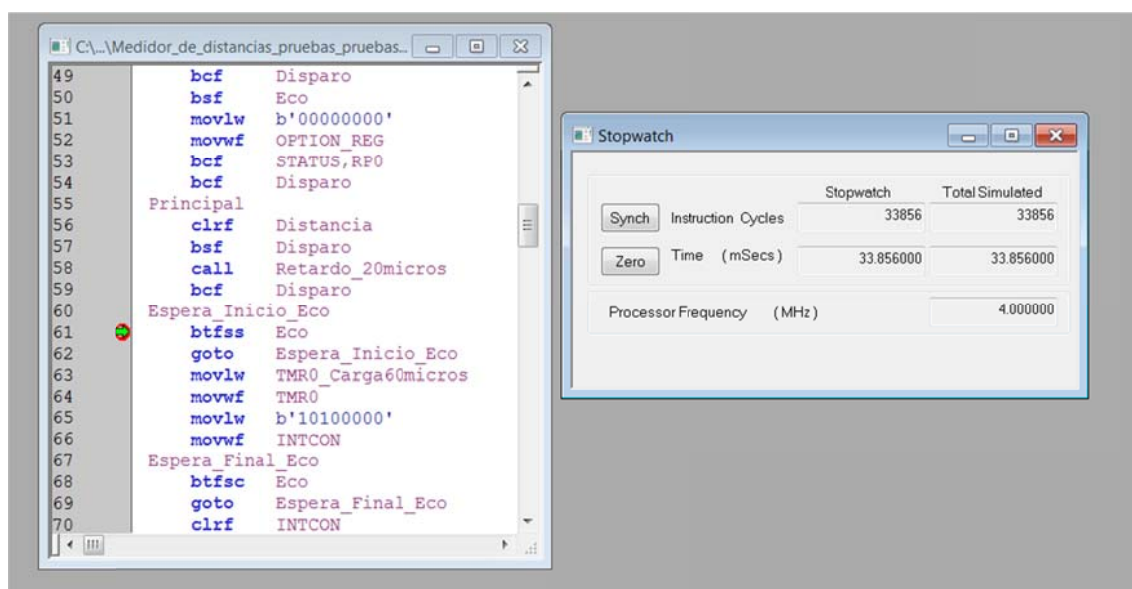 C:\...\Medidor_de_distancias_pruebas_pruebas...
49 bcf Disparo
50 bsf Eco
51 movlw b'00000000'
52 movwf OPTION_REG
53 bcf STATUS,RP0
54 bcf Disparo
55 Principal
56 clrf Distancia
57 bsf Disparo
58 call Retardo_20micros
59 bcf Disparo
60 Espera_Inicio_Eco
61 btfss Eco
62 goto Espera_Inicio_Eco
63 movlw TMR0_Carga60micros
64 movwf TMR0
65 movlw b'10100000'
66 movwf INTCON
67 Espera_Final_Eco
68 btfsc Eco
69 goto Espera_Final_Eco
70 clrf INTCON
Stopwatch
Stopwatch Total Simulated
Synch Instruction Cycles 33856 33856
Zero Time (mSecs) 33.856000 33.856000
Processor Frequency (MHz) 4.000000